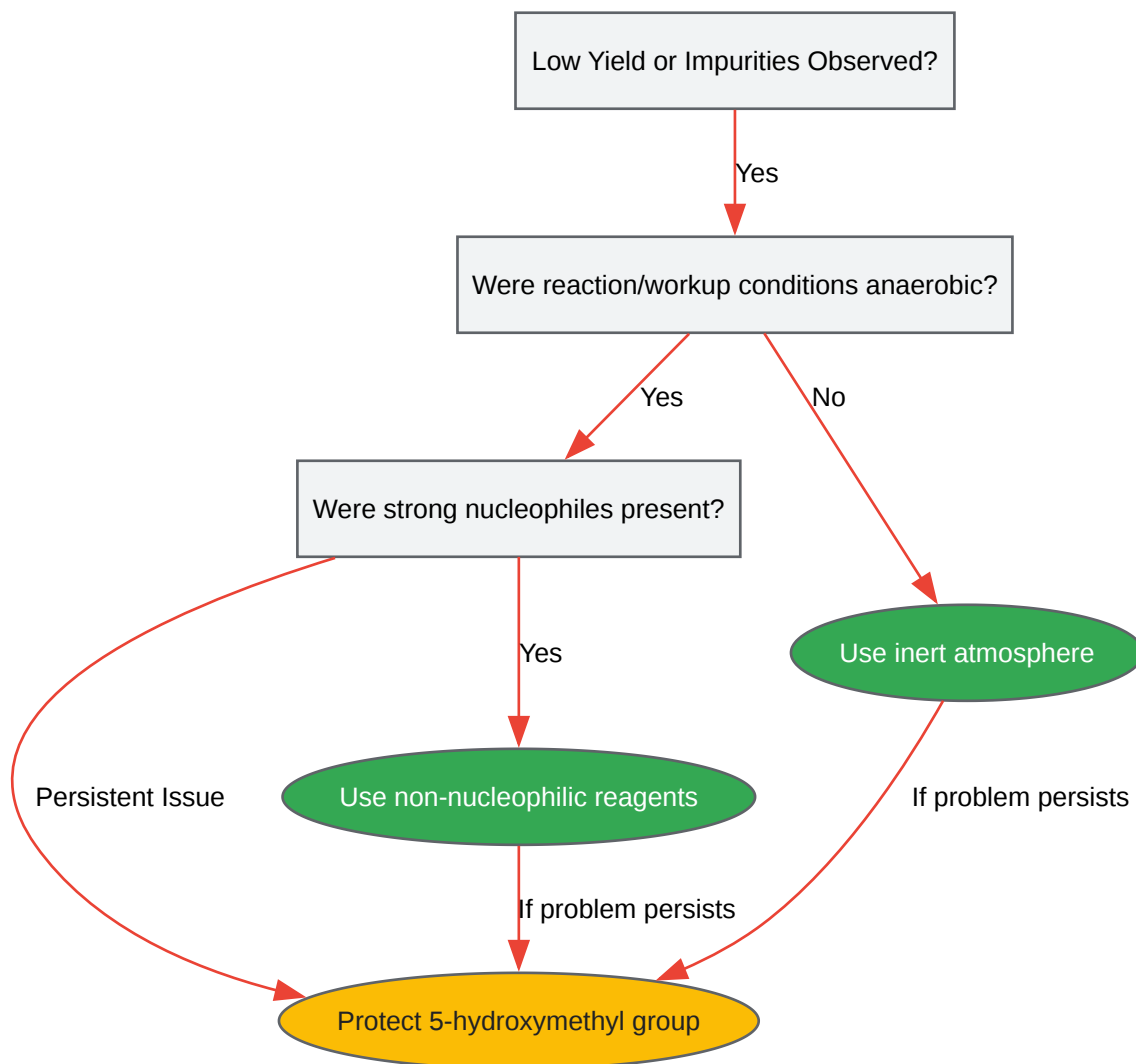 Low Yield or Impurities Observed?
Yes
Were reaction/workup conditions anaerobic?
Yes
No
Were strong nucleophiles present?
Yes
Use inert atmosphere
Persistent Issue
Use non-nucleophilic reagents
If problem persists
If problem persists
Protect 5-hydroxymethyl group